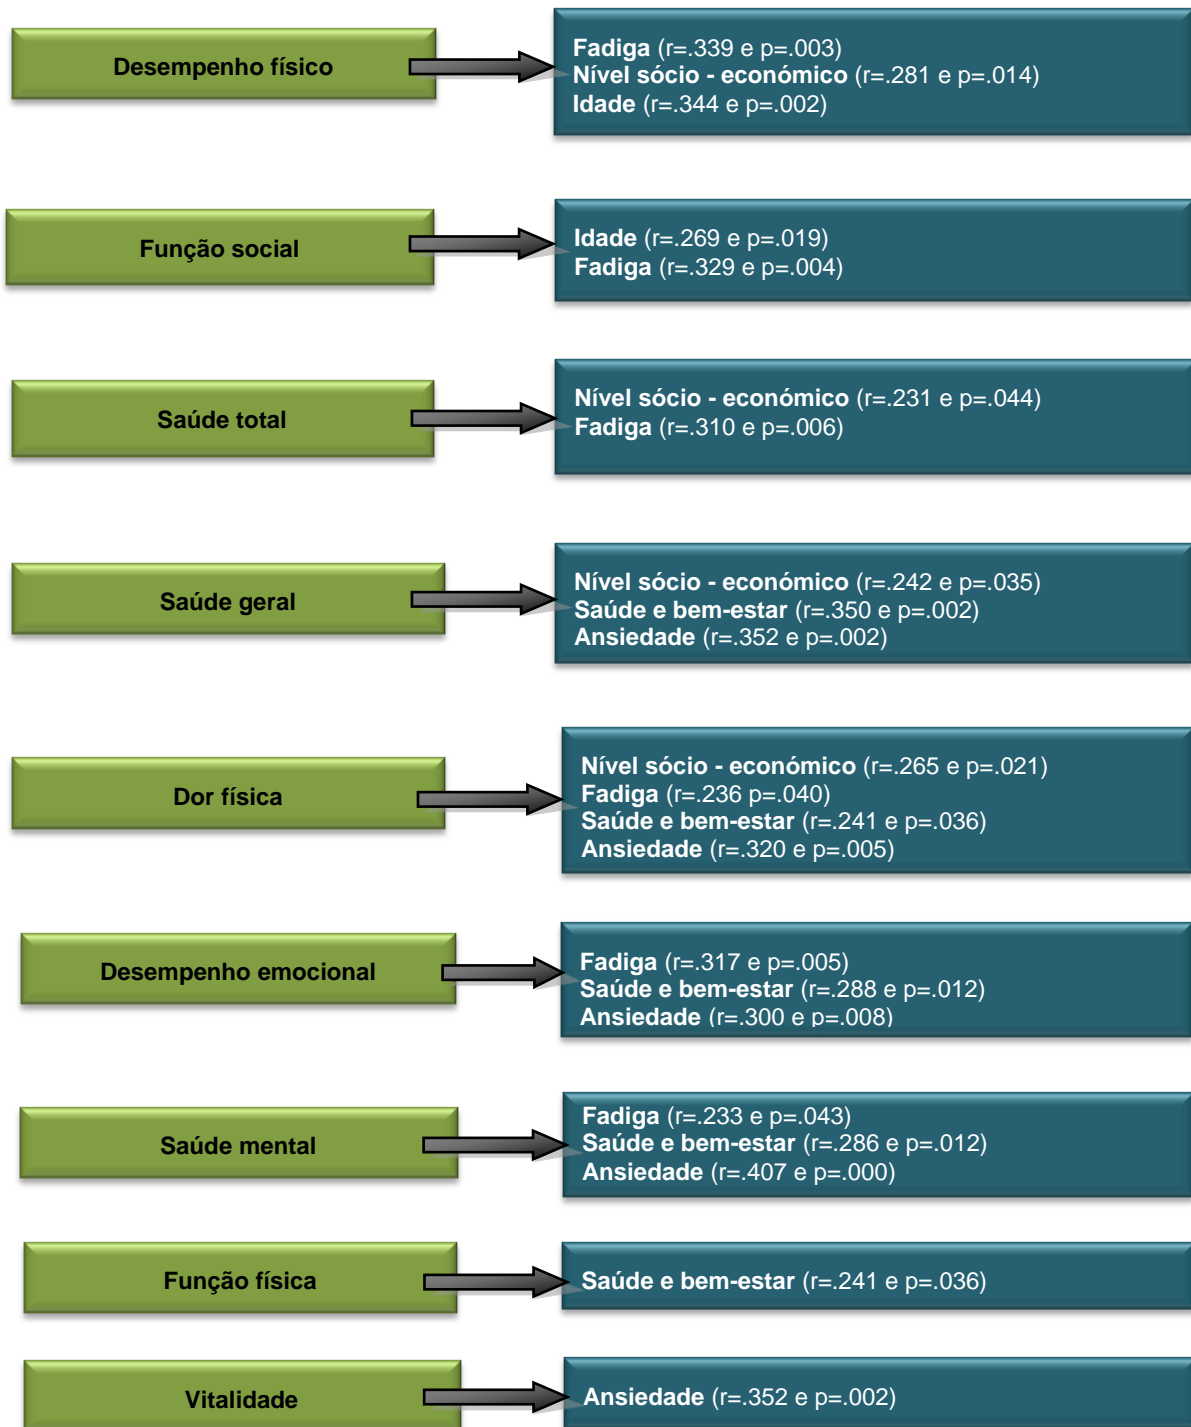 Desempenho físico
Fadiga (r=.339 e p=.003)
Nível sócio - económico (r=.281 e p=.014)
Idade (r=.344 e p=.002)
Função social
Idade (r=.269 e p=.019)
Fadiga (r=.329 e p=.004)
Saúde total
Nível sócio - económico (r=.231 e p=.044)
Fadiga (r=.310 e p=.006)
Saúde geral
Nível sócio - económico (r=.242 e p=.035)
Saúde e bem-estar (r=.350 e p=.002)
Ansiedade (r=.352 e p=.002)
Dor física
Nível sócio - económico (r=.265 e p=.021)
Fadiga (r=.236 p=.040)
Saúde e bem-estar (r=.241 e p=.036)
Ansiedade (r=.320 e p=.005)
Desempenho emocional
Fadiga (r=.317 e p=.005)
Saúde e bem-estar (r=.288 e p=.012)
Ansiedade (r=.300 e p=.008)
Saúde mental
Fadiga (r=.233 e p=.043)
Saúde e bem-estar (r=.286 e p=.012)
Ansiedade (r=.407 e p=.000)
Função física
Saúde e bem-estar (r=.241 e p=.036)
Vitalidade
Ansiedade (r=.352 e p=.002)